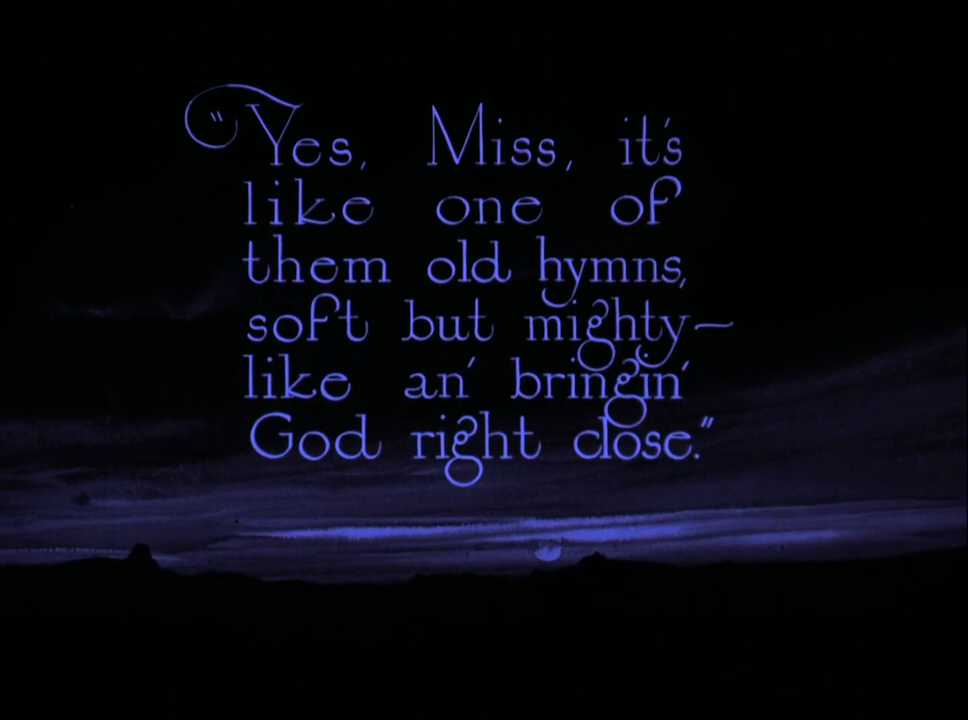 "Yes, Miss, it's
like one of
them old hymns,
soft but mighty—
like an' bringin'
God right close."